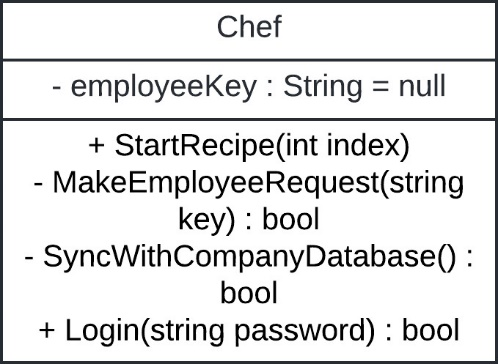 Chef
- employeeKey : String = null
+ StartRecipe(int index)
- MakeEmployeeRequest(string
key) : bool
- SyncWithCompanyDatabase() :
bool
+ Login(string password) : bool